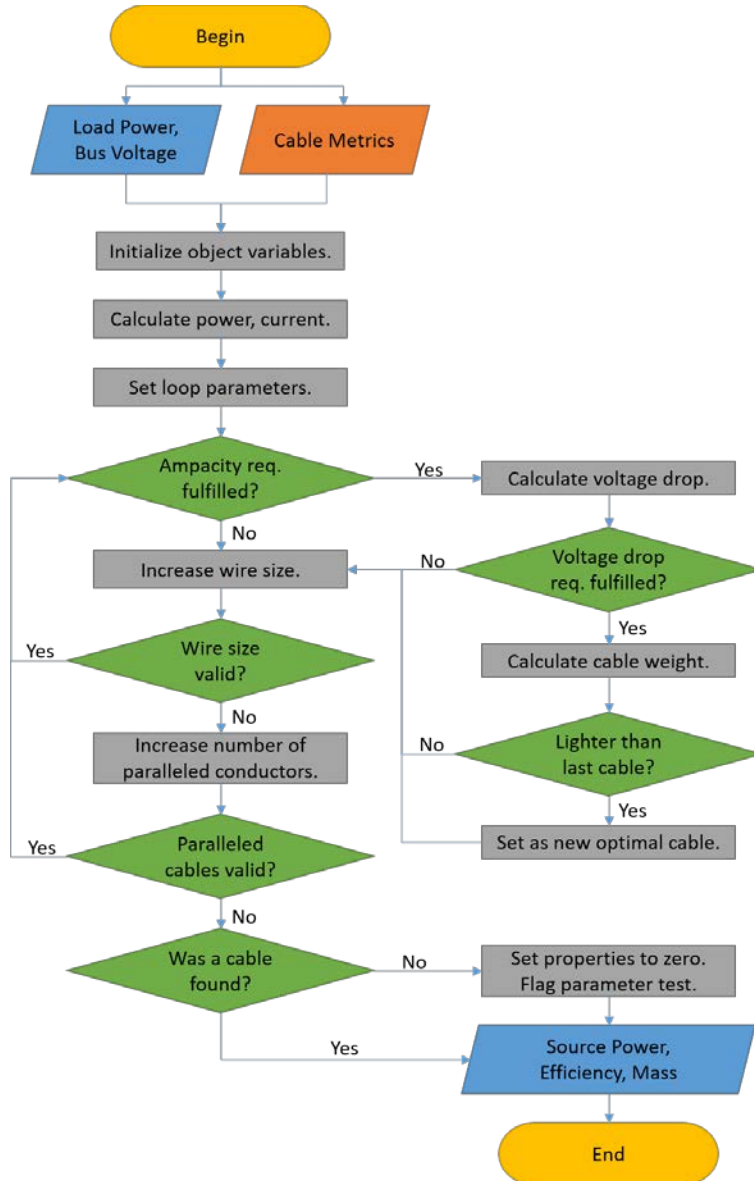 Begin
Load Power,
Bus Voltage
Cable Metrics
Initialize object variables.
Calculate power, current.
Set loop parameters.
Ampacity req.
fulfilled?
Yes
Calculate voltage drop.
No
Increase wire size.
No
Voltage drop
req. fulfilled?
Yes
Yes
Wire size
valid?
Calculate cable weight.
No
Increase number of
paralleled conductors.
No
Lighter than
last cable?
Yes
Yes
Paralleled
cables valid?
Set as new optimal cable.
No
Was a cable
found?
No
Set properties to zero.
Flag parameter test.
Yes
Source Power,
Efficiency, Mass
End